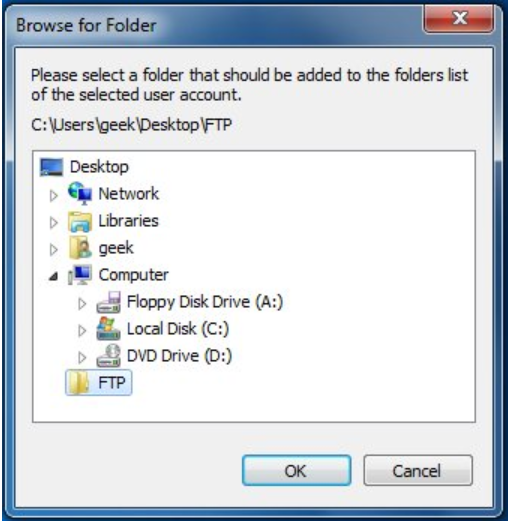 Browse for Folder
Please select a folder that should be added to the folders list
of the selected user account.
C:\Users\geek\Desktop\FTP
Desktop
Network
Libraries
geek
Computer
Floppy Disk Drive (A:)
Local Disk (C:)
DVD Drive (D:)
FTP
OK Cancel